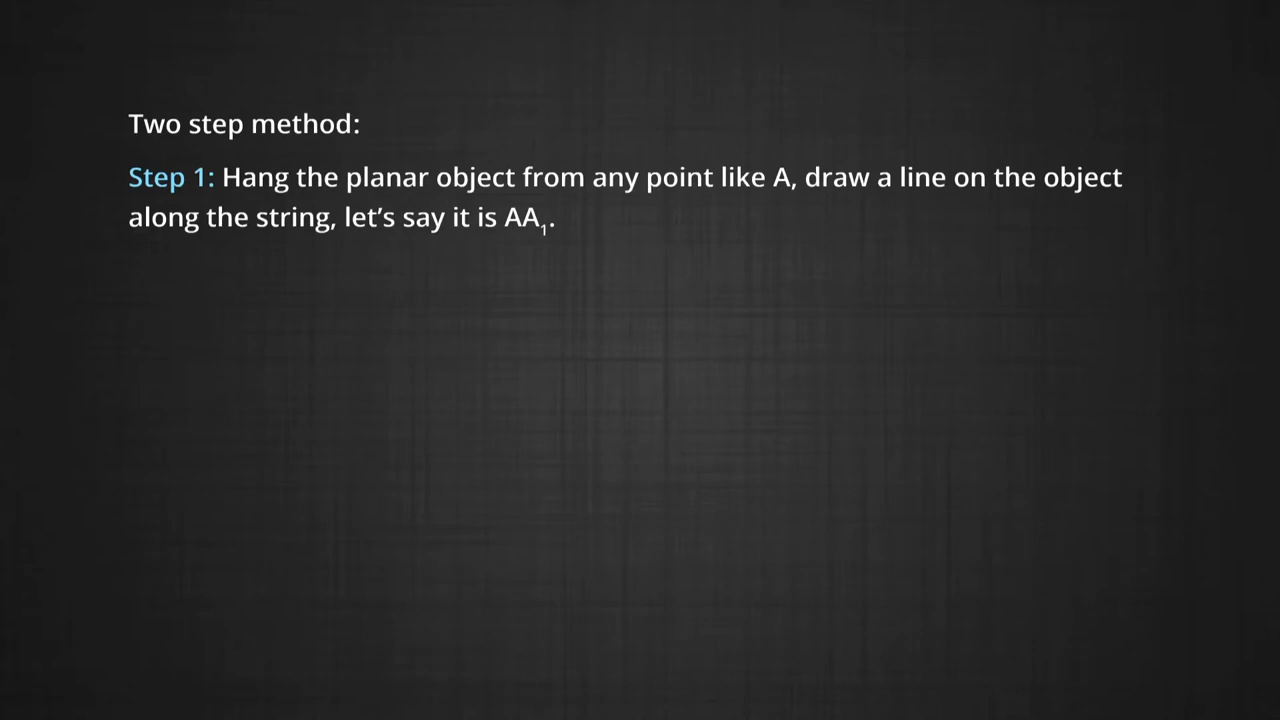 Two step method:
Step 1: Hang the planar object from any point like A, draw a line on the object
along the string, let’s say it is AA₁.